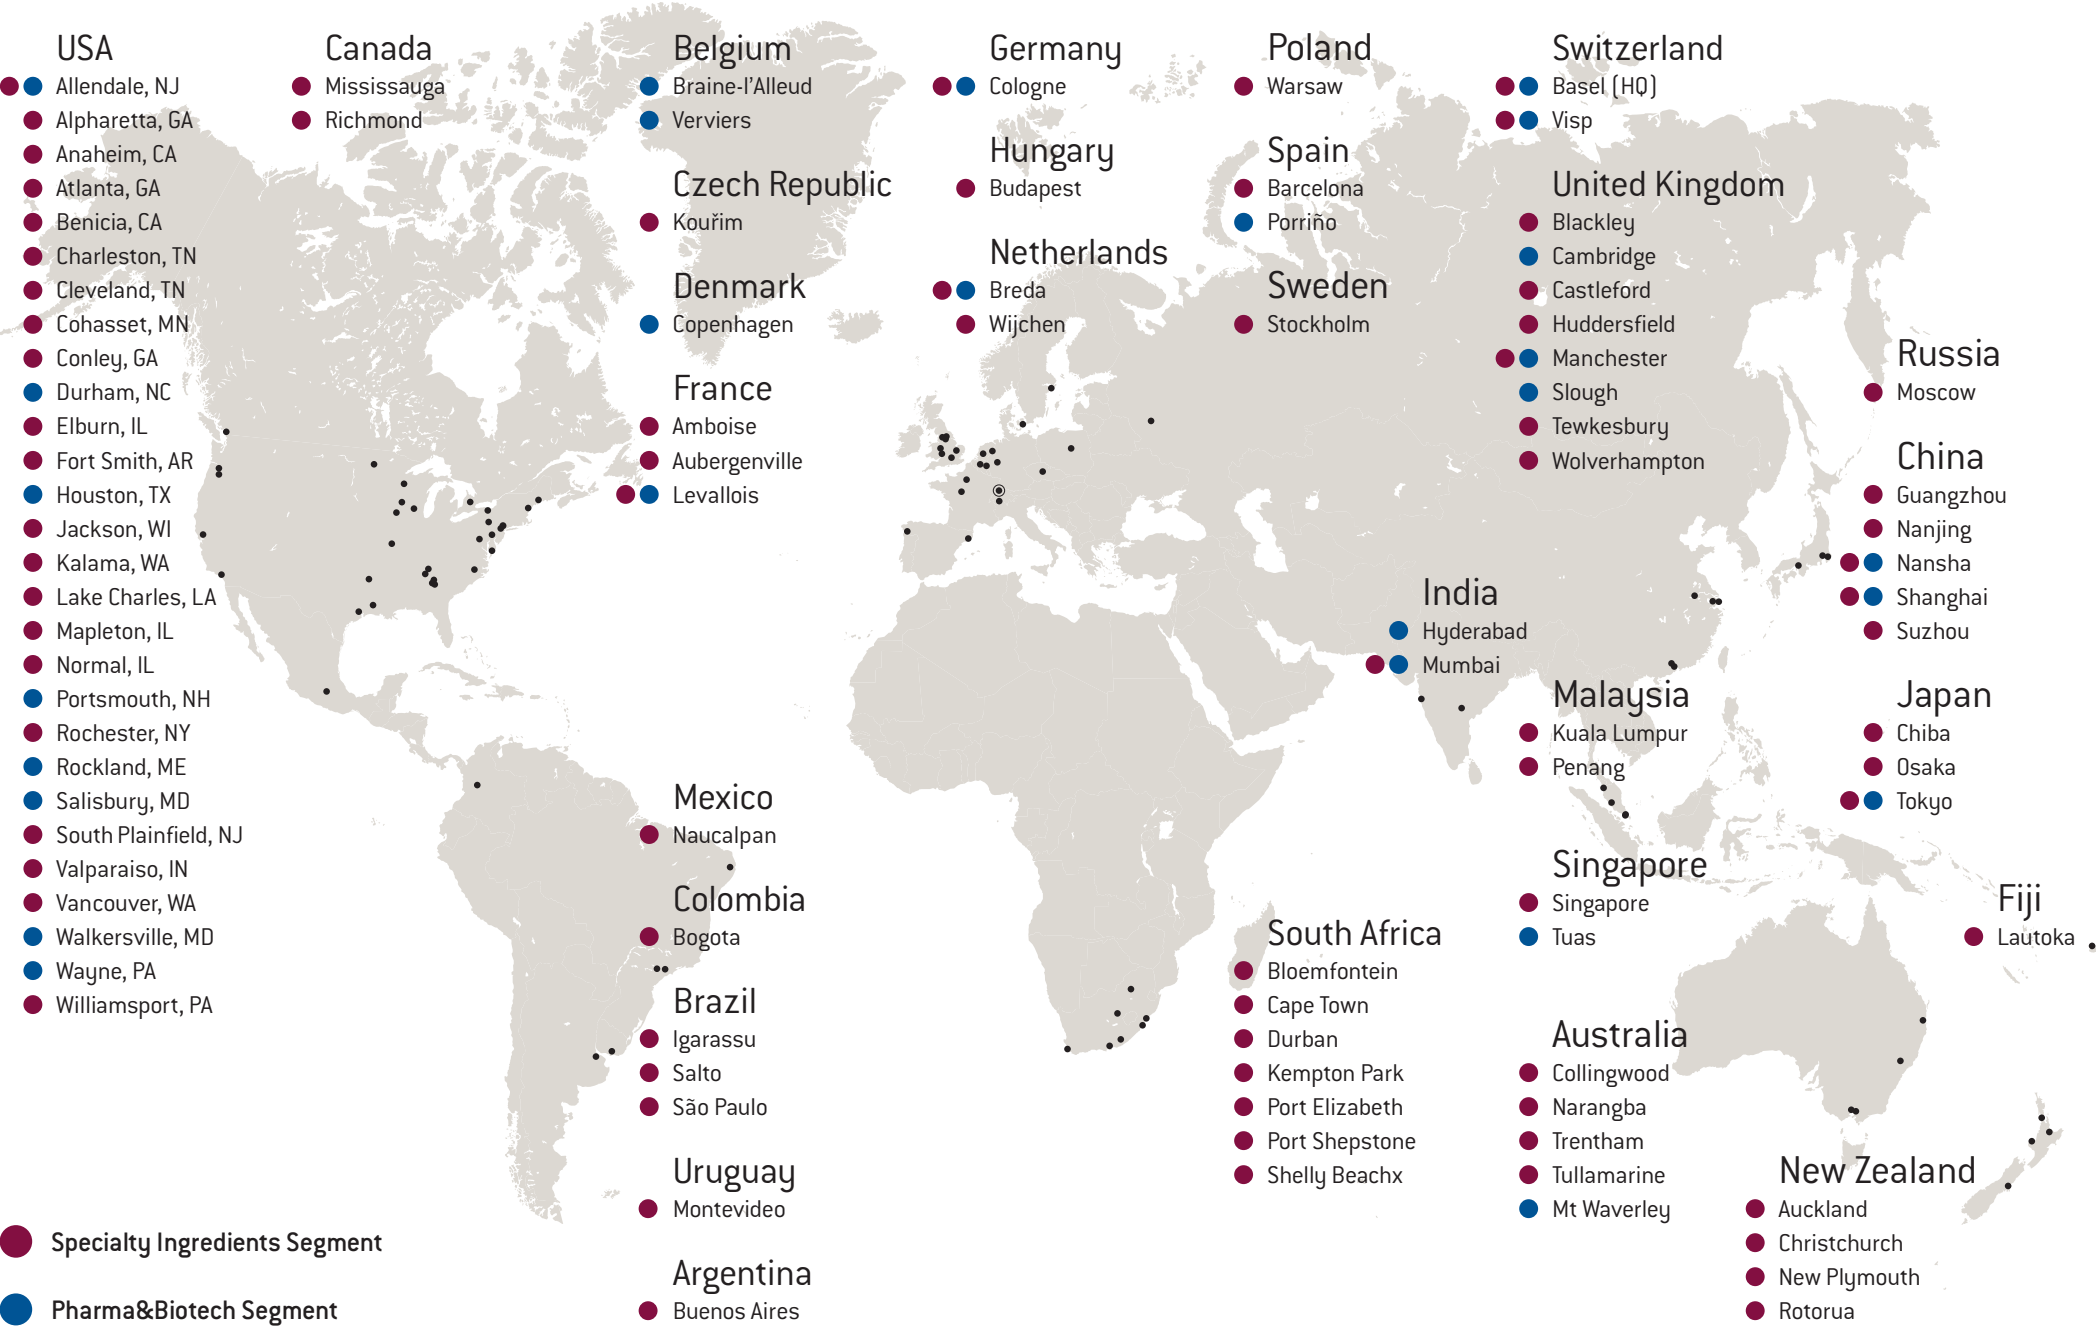 USA
Allendale, NJ
Alpharetta, GA
Anaheim, CA
Atlanta, GA
Benicia, CA
Charleston, TN
Cleveland, TN
Cohasset, MN
Conley, GA
Durham, NC
Elburn, IL
Fort Smith, AR
Houston, TX
Jackson, WI
Kalama, WA
Lake Charles, LA
Mapleton, IL
Normal, IL
Portsmouth, NH
Rochester, NY
Rockland, ME
Salisbury, MD
South Plainfield, NJ
Valparaiso, IN
Vancouver, WA
Walkersville, MD
Wayne, PA
Williamsport, PA
Canada
Mississauga
Richmond
Belgium
Braine-l'Alleud
Verviers
Czech Republic
Kouřim
Denmark
Copenhagen
France
Amboise
Aubergenville
Levallois
Mexico
Naucalpan
Colombia
Bogota
Brazil
Igarassu
Salto
São Paulo
Uruguay
Montevideo
Argentina
Buenos Aires
Germany
Cologne
Hungary
Budapest
Netherlands
Breda
Wijchen
Poland
Warsaw
Spain
Barcelona
Porriño
Sweden
Stockholm
South Africa
Bloemfontein
Cape Town
Durban
Kempton Park
Port Elizabeth
Port Shepstone
Shelly Beachx
India
Hyderabad
Mumbai
Switzerland
Basel (HQ)
Visp
United Kingdom
Blackley
Cambridge
Castleford
Huddersfield
Manchester
Slough
Tewkesbury
Wolverhampton
Malaysia
Kuala Lumpur
Penang
Singapore
Singapore
Tuas
Australia
Collingwood
Narangba
Trentham
Tullamarine
Mt Waverley
Russia
Moscow
China
Guangzhou
Nanjing
Nansha
Shanghai
Suzhou
Japan
Chiba
Osaka
Tokyo
Fiji
Lautoka
New Zealand
Auckland
Christchurch
New Plymouth
Rotorua
Specialty Ingredients Segment
Pharma&Biotech Segment